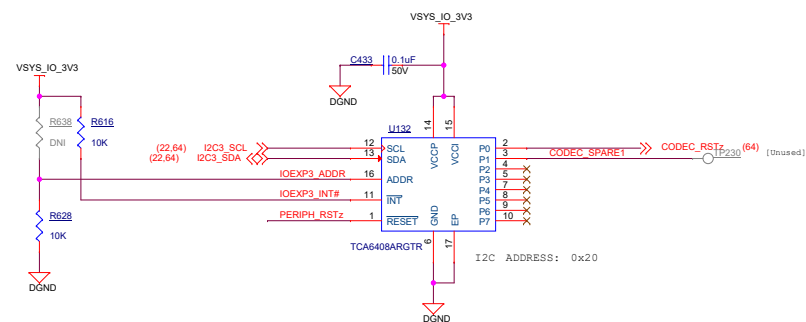 VSYS_IO_3V3
C433
0.1uF
50V
DGND
VSYS_IO_3V3
R638
DNI
R616
10K
U132
14
15
(22,64)
I2C3_SCL
12
SCL
VCCP
VCCI
P0
2
CODEC_RSTz
(64)
(22,64)
I2C3_SDA
13
SDA
P1
3
CODEC_SPARE1
TP230
[Unused]
P2
4
IOEXP3_ADDR
16
ADDR
P3
5
P4
7
IOEXP3_INT#
11
INT
P5
8
P6
9
R628
10K
PERIPH_RSTz
1
RESET
GND
EP
P7
10
TCA6408ARGTR
6
17
I2C ADDRESS: 0x20
DGND
DGND